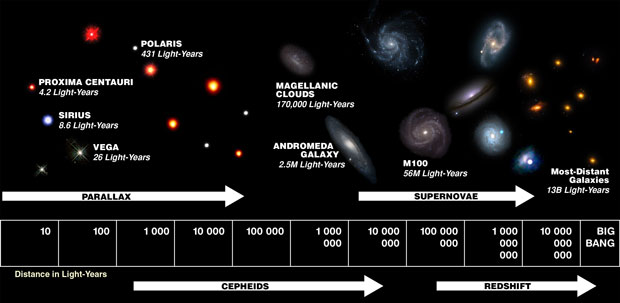 POLARIS
431 Light-Years
PROXIMA CENTAURI
4.2 Light-Years
SIRIUS
8.6 Light-Years
VEGA
26 Light-Years
MAGELLANIC
CLOUDS
170,000 Light-Years
ANDROMEDA
GALAXY
2.5M Light-Years
M100
56M Light-Years
Most-Distant
Galaxies
13B Light-Years
PARALLAX
SUPERNOVAE
10
100
1 000
10 000
100 000
1 000
000
10 000
000
100 000
000
1 000
000
000
10 000
000
000
BIG
BANG
Distance in Light-Years
CEPHEIDS
REDSHIFT